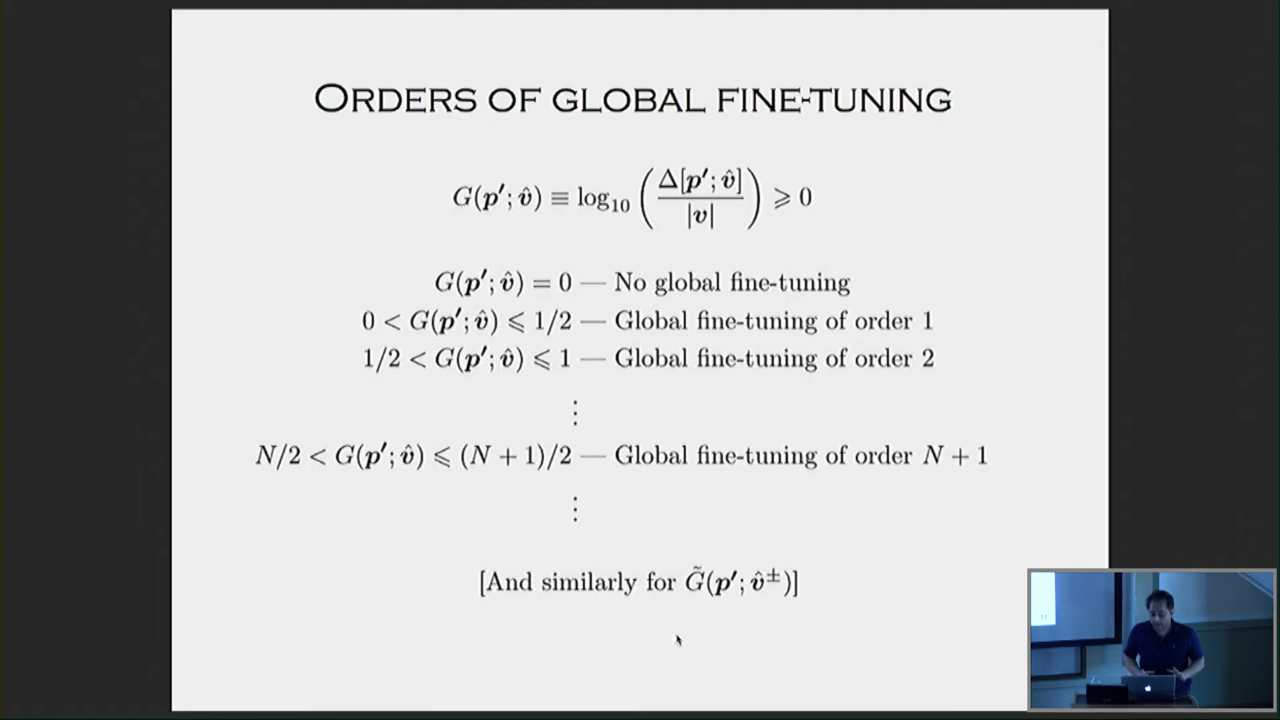 ORDERS OF GLOBAL FINE-TUNING
G(p′; v̂) ≡ log₁₀ (Δ[p′; v̂] / |v|) ⩾ 0
G(p′; v̂) = 0 — No global fine-tuning
0 < G(p′; v̂) ⩽ 1/2 — Global fine-tuning of order 1
1/2 < G(p′; v̂) ⩽ 1 — Global fine-tuning of order 2
⋮
N/2 < G(p′; v̂) ⩽ (N + 1)/2 — Global fine-tuning of order N + 1
⋮
[And similarly for G̃(p′; v̂±)]